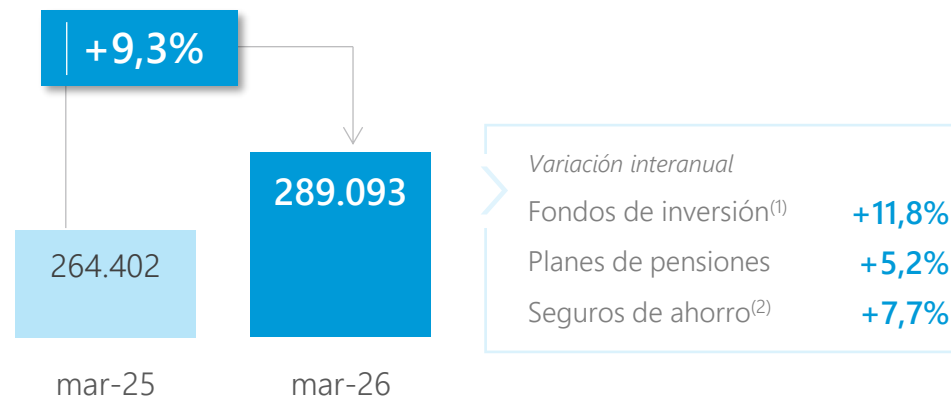 +9,3%
289.093
264.402
mar-25
mar-26
Variación interanual
Fondos de inversión(1) +11,8%
Planes de pensiones +5,2%
Seguros de ahorro(2) +7,7%